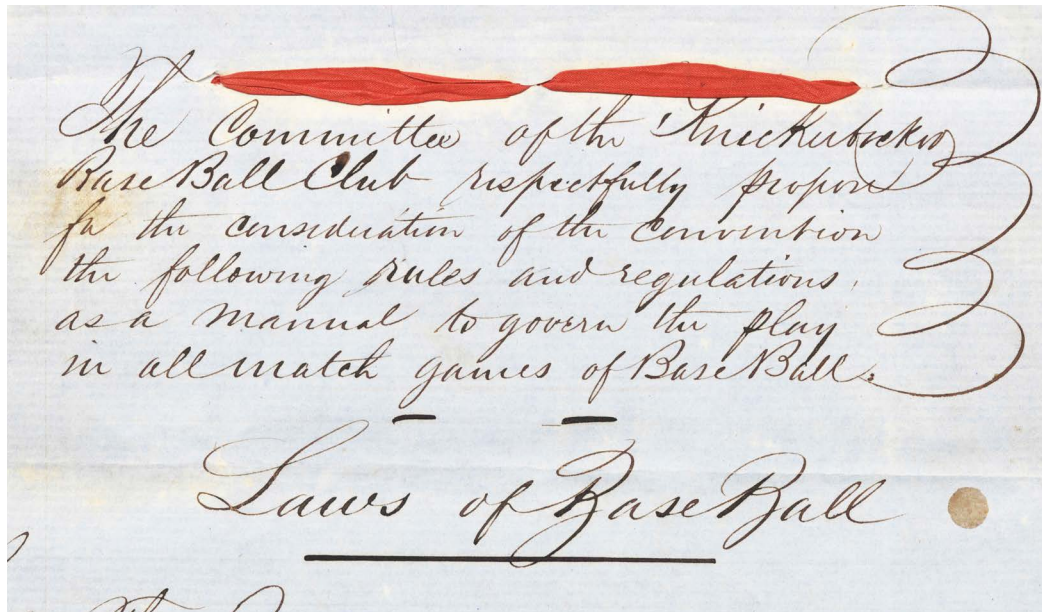 The Committee of the Knickerbocker
Base Ball Club respectfully propose
for the consideration of the Convention
the following rules and regulations,
as a manual to govern the play
in all match games of Base Ball.
Laws of Base Ball